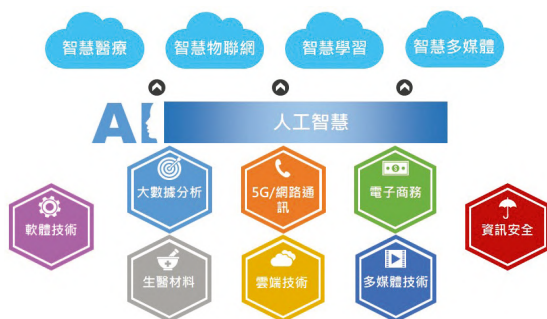 智慧醫療
智慧物聯網
智慧學習
智慧多媒體
AI
人工智慧
大數據分析
5G/網路通
訊
電子商務
軟體技術
資訊安全
生醫材料
雲端技術
多媒體技術